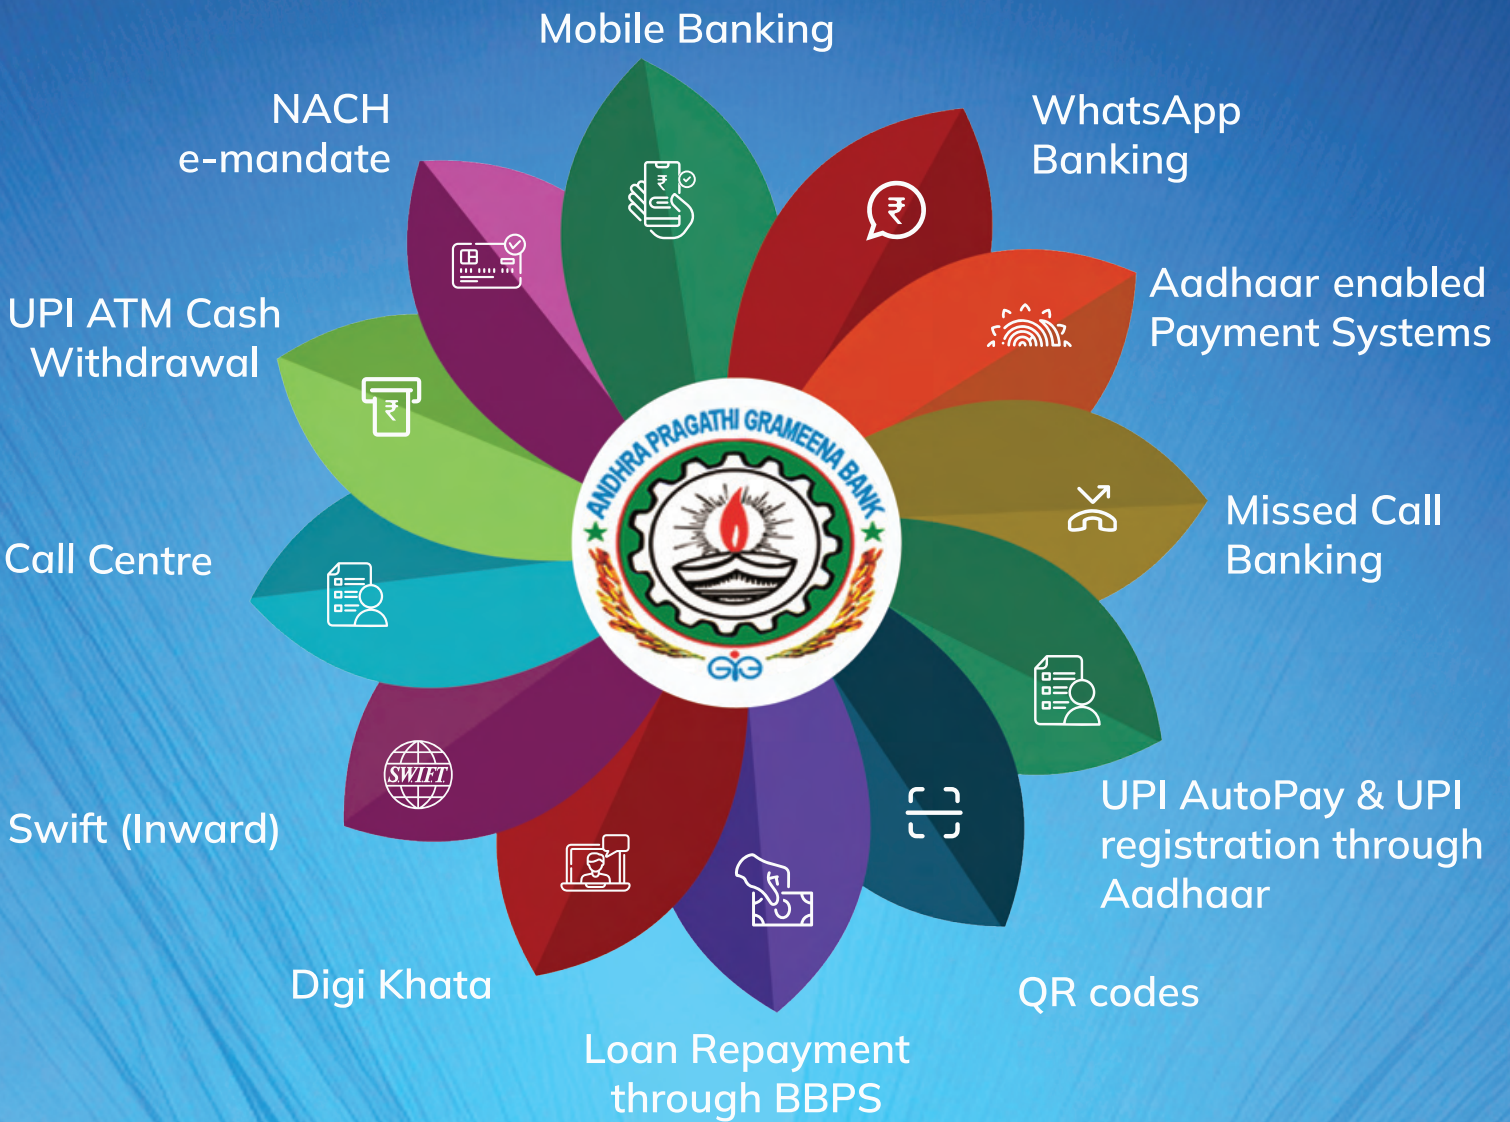 Mobile Banking
WhatsApp
Banking
Aadhaar enabled
Payment Systems
Missed Call
Banking
UPI AutoPay & UPI
registration through
Aadhaar
QR codes
Loan Repayment
through BBPS
Digi Khata
Swift (Inward)
SWIFT
Call Centre
UPI ATM Cash
Withdrawal
NACH
e-mandate
ANDHRA PRAGATHI GRAMEENA BANK
₹
₹
₹